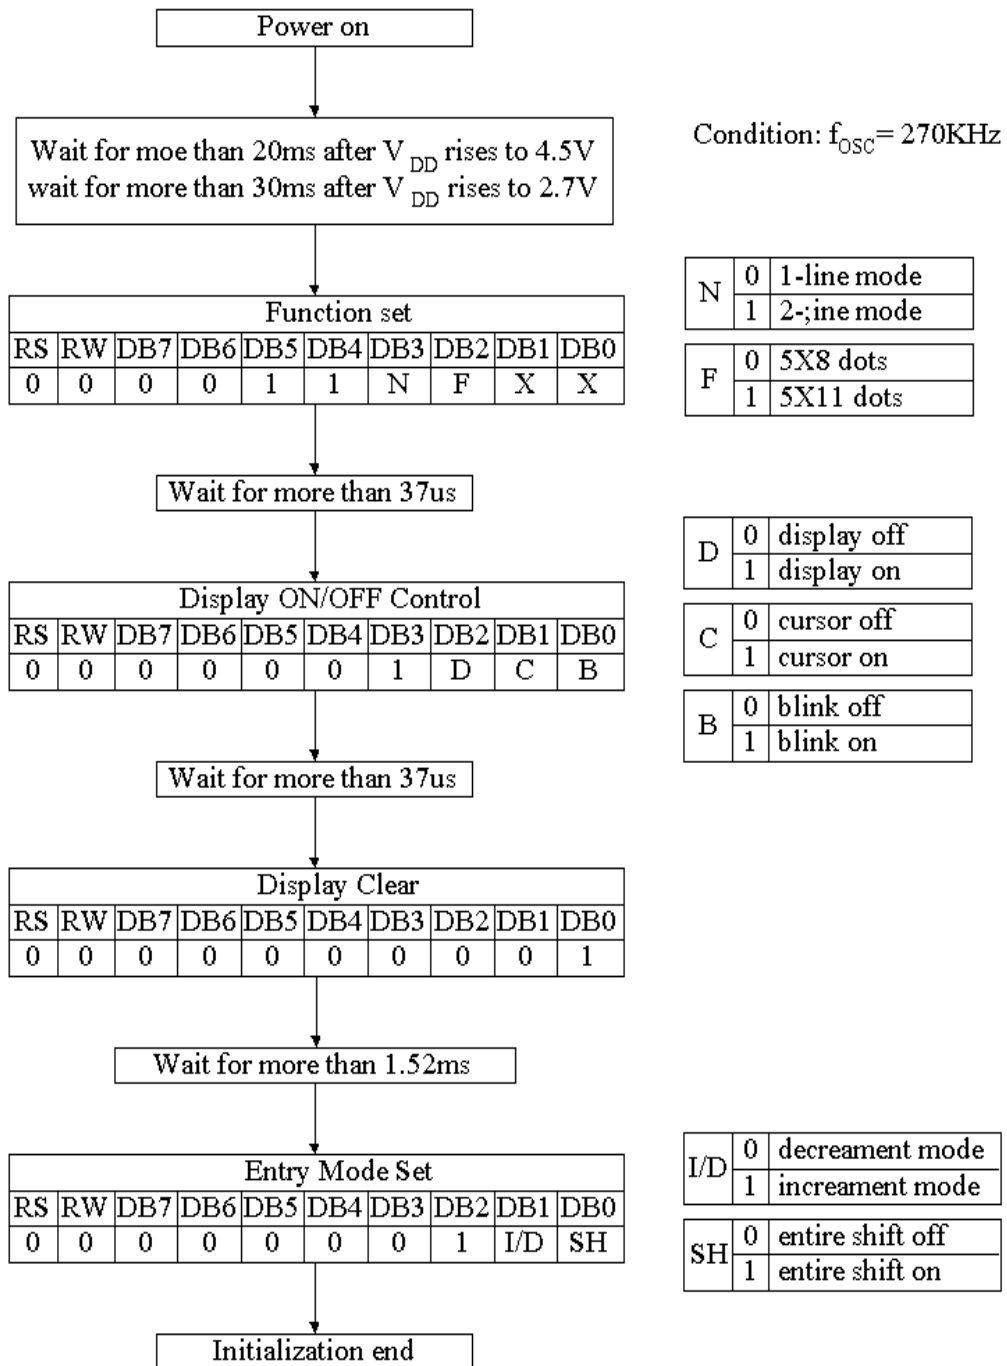 Power on
Wait for moe than 20ms after V DD rises to 4.5V
wait for more than 30ms after V DD rises to 2.7V
Condition: fOSC= 270KHz
Function set
RS RW DB7 DB6 DB5 DB4 DB3 DB2 DB1 DB0
0 0 0 0 1 1 N F X X
N 0 1-line mode
1 2-;ine mode
F 0 5X8 dots
1 5X11 dots
Wait for more than 37us
Display ON/OFF Control
RS RW DB7 DB6 DB5 DB4 DB3 DB2 DB1 DB0
0 0 0 0 0 0 1 D C B
D 0 display off
1 display on
C 0 cursor off
1 cursor on
B 0 blink off
1 blink on
Wait for more than 37us
Display Clear
RS RW DB7 DB6 DB5 DB4 DB3 DB2 DB1 DB0
0 0 0 0 0 0 0 0 0 1
Wait for more than 1.52ms
Entry Mode Set
RS RW DB7 DB6 DB5 DB4 DB3 DB2 DB1 DB0
0 0 0 0 0 0 0 1 I/D SH
I/D 0 decreament mode
1 increament mode
SH 0 entire shift off
1 entire shift on
Initialization end